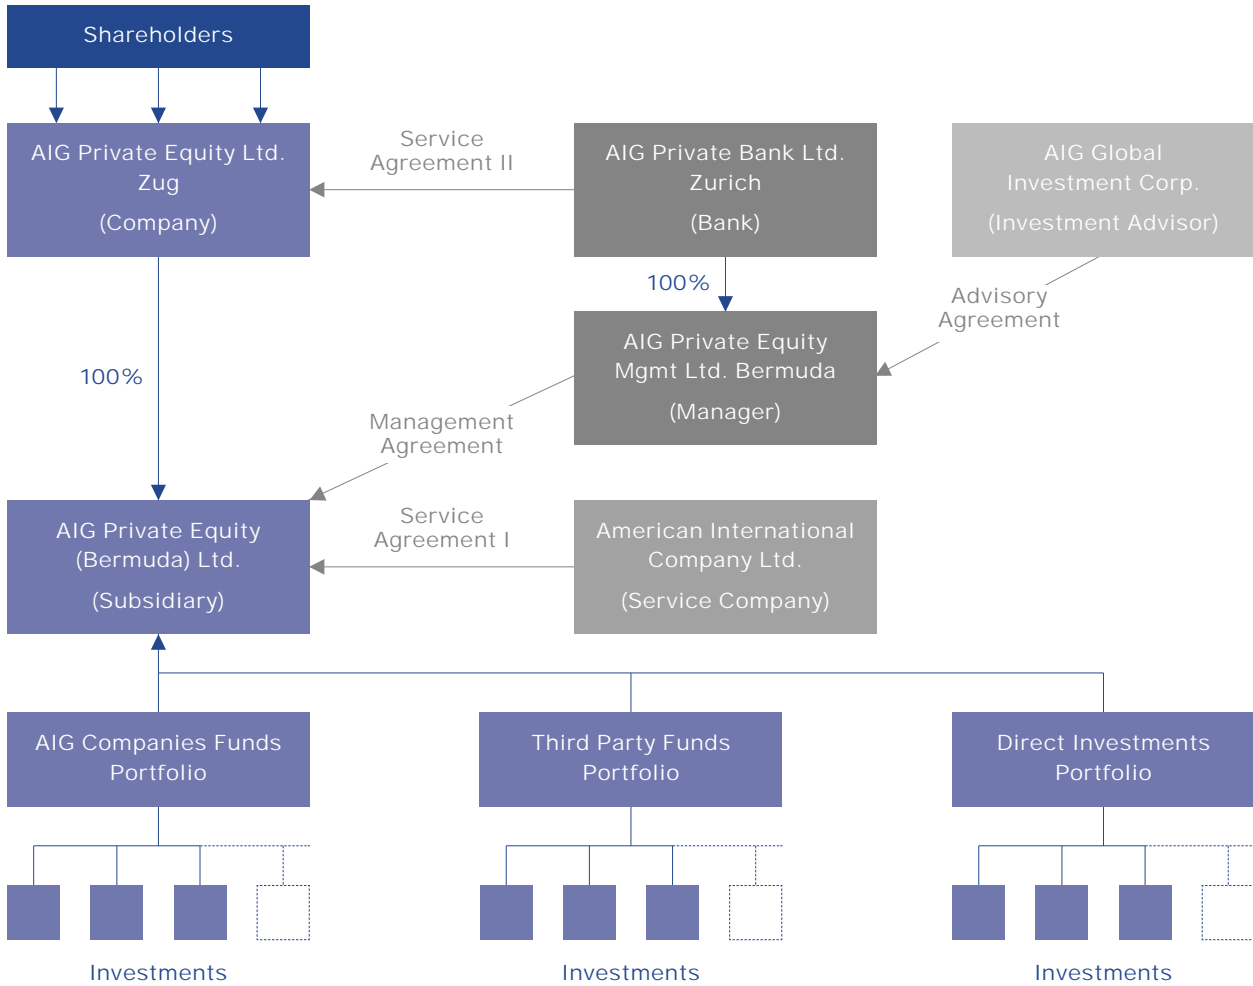 Shareholders
AIG Private Equity Ltd.
Zug
(Company)
Service
Agreement II
AIG Private Bank Ltd.
Zurich
(Bank)
AIG Global
Investment Corp.
(Investment Advisor)
100%
Advisory
Agreement
AIG Private Equity
Mgmt Ltd. Bermuda
(Manager)
100%
Management
Agreement
AIG Private Equity
(Bermuda) Ltd.
(Subsidiary)
Service
Agreement I
American International
Company Ltd.
(Service Company)
AIG Companies Funds
Portfolio
Third Party Funds
Portfolio
Direct Investments
Portfolio
Investments
Investments
Investments